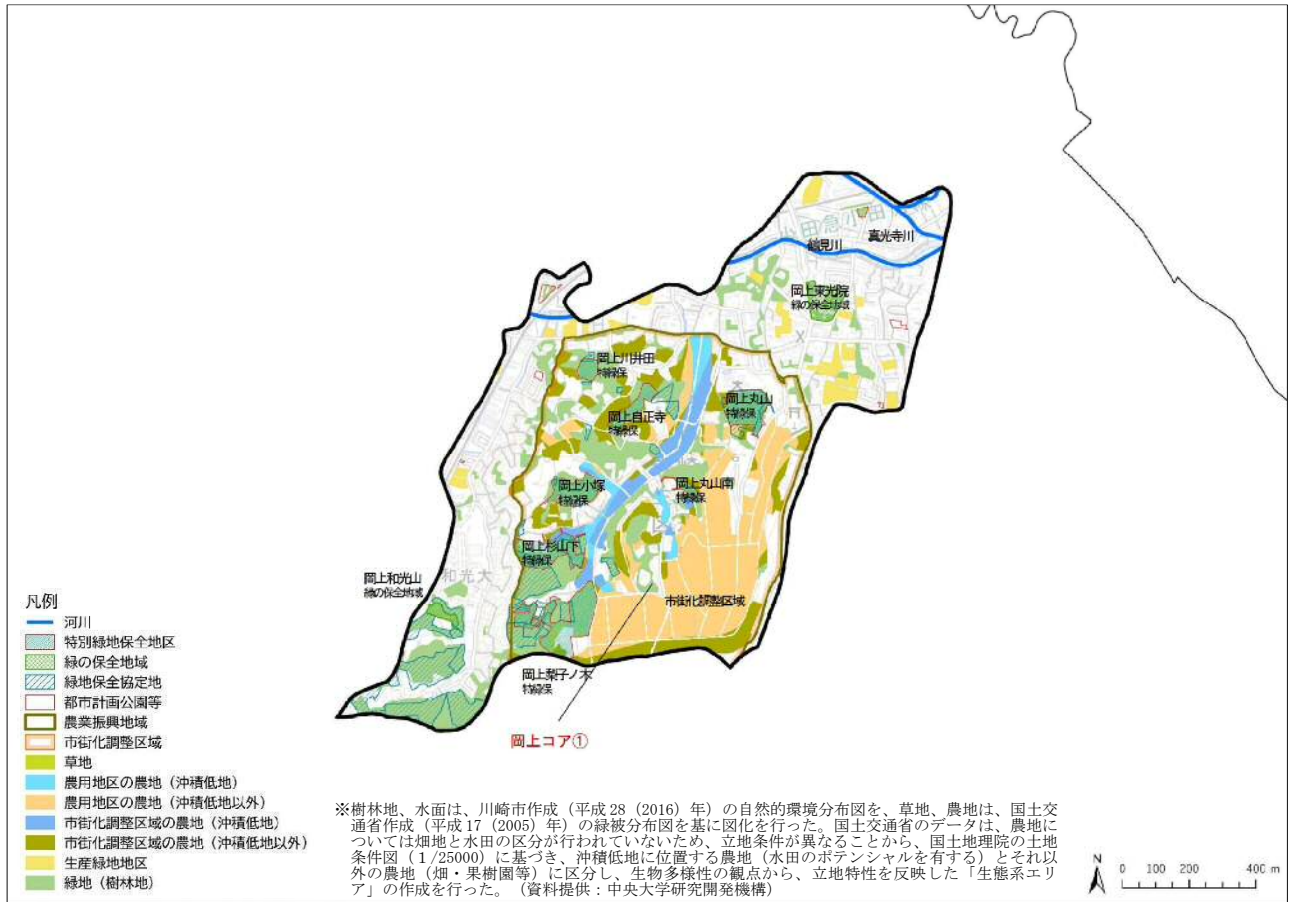 小田急小田
鶴見川
真光寺川
岡上東光院
緑の保全地域
岡上川井田
特緑保
岡上自正寺
特緑保
岡上丸山
特緑保
岡上小塚
特緑保
岡上丸山南
特緑保
岡上杉山下
特緑保
岡上和光山
緑の保全地域
和光大
市街化調整区域
岡上梨子ノ木
特緑保
岡上コア①
凡例
河川
特別緑地保全地区
緑の保全地域
緑地保全協定地
都市計画公園等
農業振興地域
市街化調整区域
草地
農用地区の農地（沖積低地）
農用地区の農地（沖積低地以外）
市街化調整区域の農地（沖積低地）
市街化調整区域の農地（沖積低地以外）
生産緑地地区
緑地（樹林地）
※樹林地、水面は、川崎市作成（平成28（2016）年）の自然的環境分布図を、草地、農地は、国土交
通省作成（平成17（2005）年）の緑被分布図を基に図化を行った。国土交通省のデータは、農地に
ついては畑地と水田の区分が行われていないため、立地条件が異なることから、国土地理院の土地
条件図（1/25000）に基づき、沖積低地に位置する農地（水田のポテンシャルを有する）とそれ以
外の農地（畑・果樹園等）に区分し、生物多様性の観点から、立地特性を反映した「生態系エリ
ア」の作成を行った。（資料提供：中央大学研究開発機構）
N
0 100 200 400 m